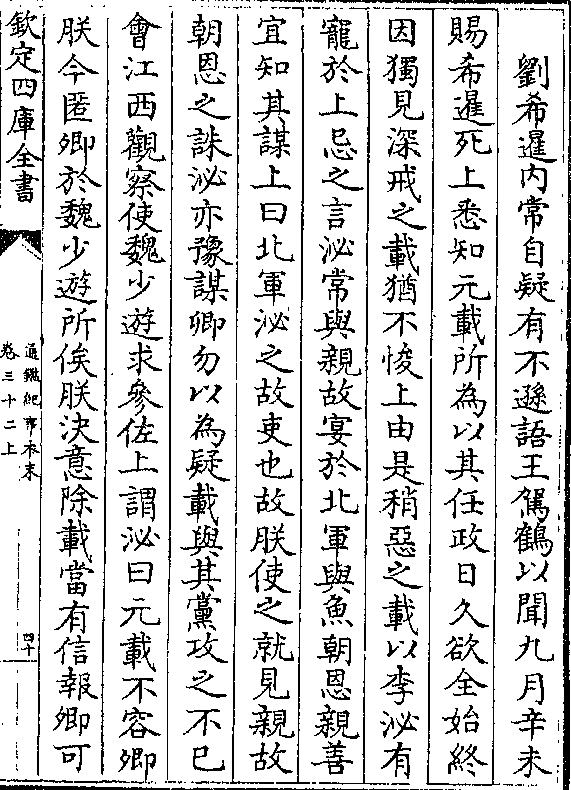 劉希暹内常自疑有不遜語王駕鶴以聞九月辛未
賜希暹死上悉知元載所為以其任政日久欲全始終
因獨見深戒之載猶不悛上由是稍惡之載以李泌有
寵於上忌之言泌常與親故宴於北軍與魚朝恩親善
宜知其謀上曰北軍泌之故吏也故朕使之就見親故
朝恩之誅泌亦豫謀卿勿以為疑載與其黨攻之不已
會江西觀察使魏少遊求參佐上謂泌曰元載不容卿
朕今匿卿於魏少遊所俟朕決意除載當有信報卿可
欽定四庫全書
通鑑紀事本末
卷三十二上
四十